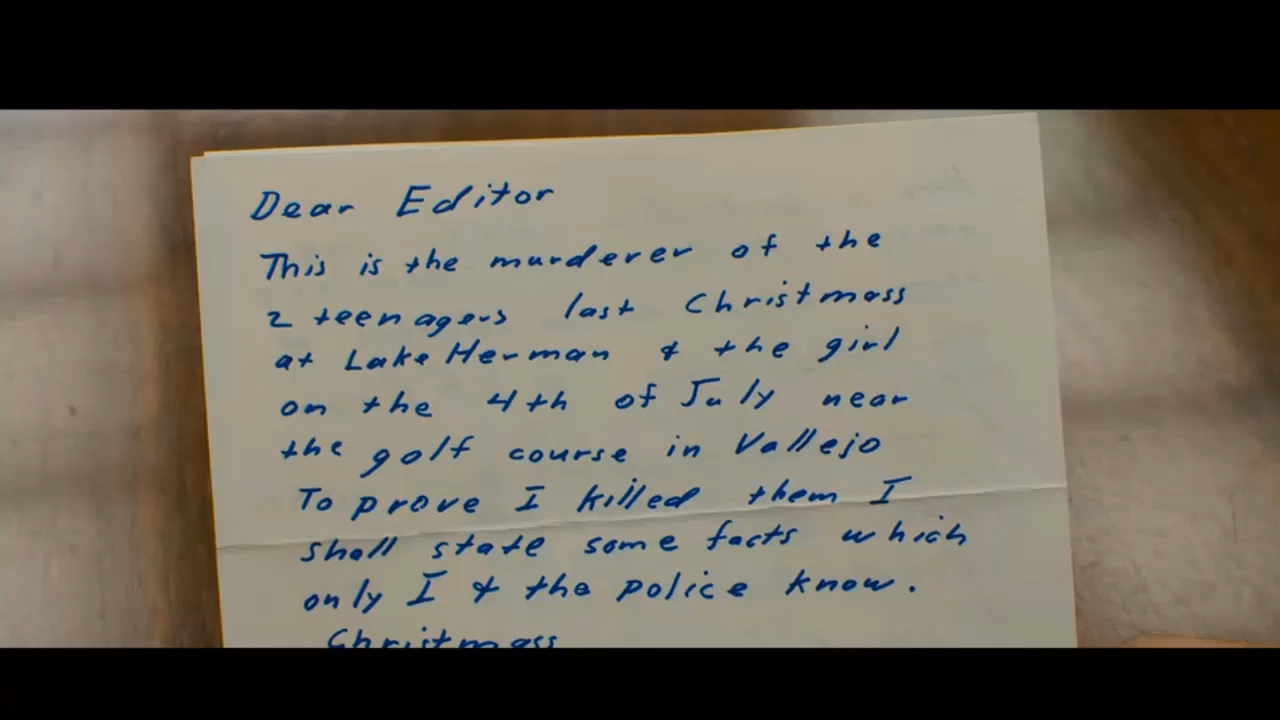 Dear Editor
This is the murderer of the
2 teenagers last Christmass
at Lake Herman & the girl
on the 4th of July near
the golf course in Vallejo
To prove I killed them I
shall state some facts which
only I & the police know.
Christmass